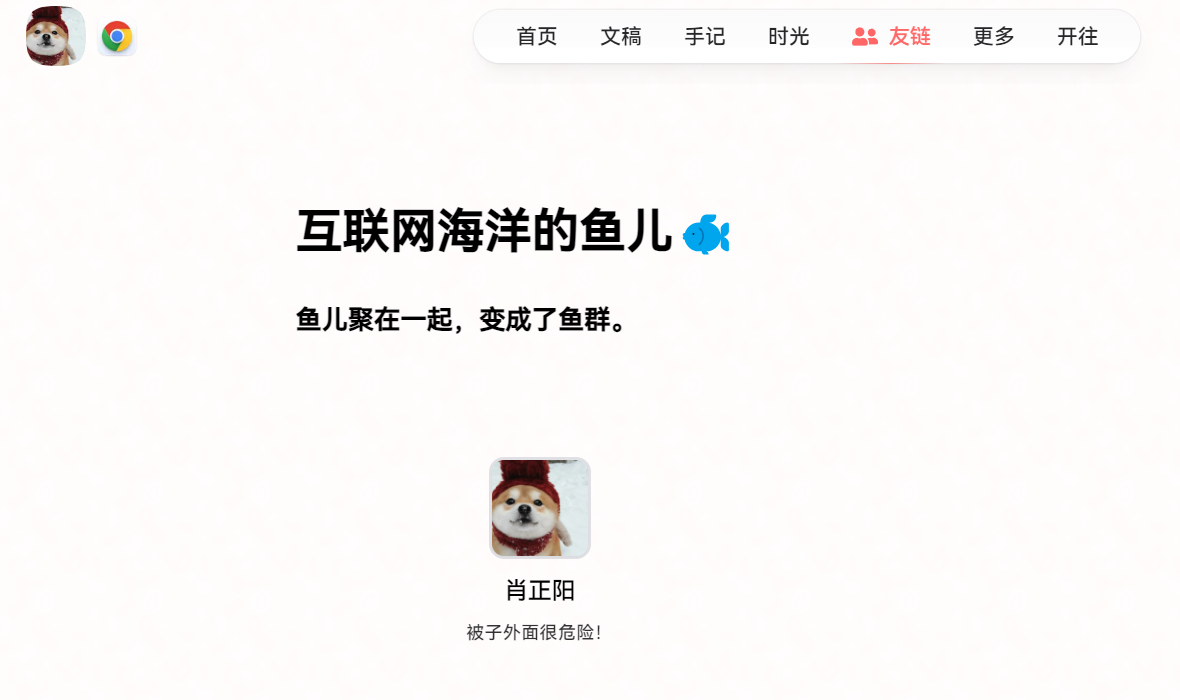 首页 文稿 手记 时光 友链 更多 开往
互联网海洋的鱼儿
鱼儿聚在一起，变成了鱼群。
肖正阳
被子外面很危险！